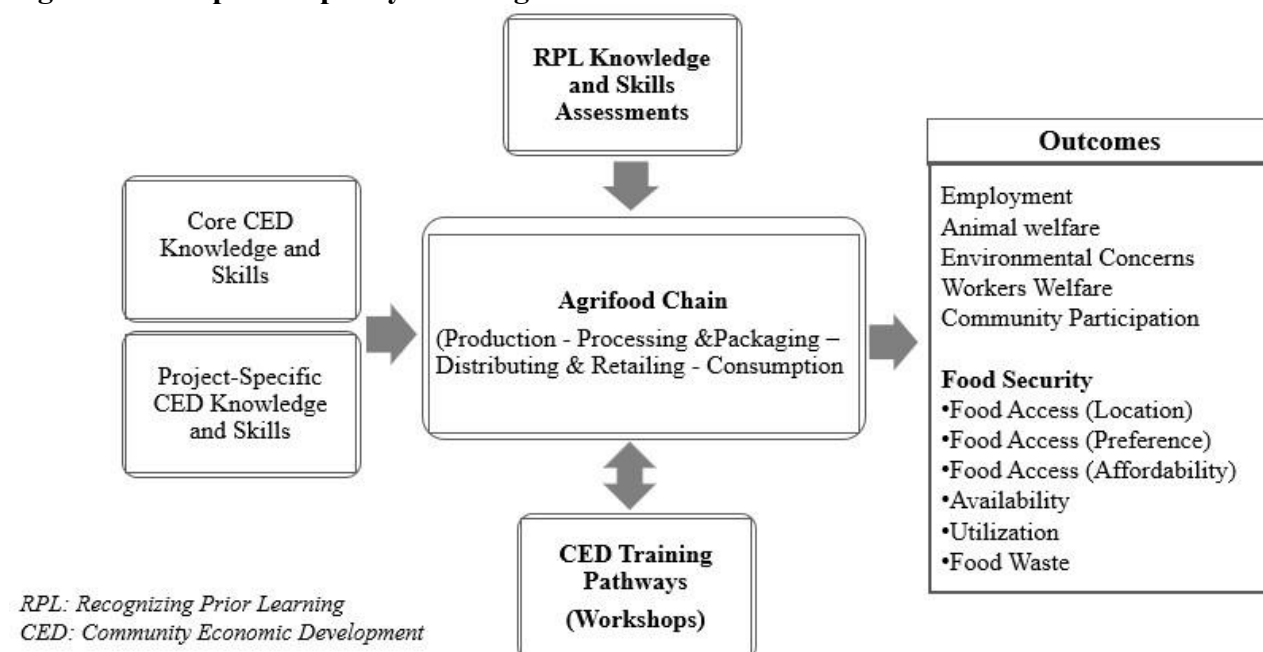 RPL Knowledge
and Skills
Assessments
Core CED
Knowledge and
Skills
Project-Specific
CED Knowledge
and Skills
Agrifood Chain
(Production - Processing &Packaging –
Distributing & Retailing - Consumption
CED Training
Pathways
(Workshops)
Outcomes
Employment
Animal welfare
Environmental Concerns
Workers Welfare
Community Participation
Food Security
•Food Access (Location)
•Food Access (Preference)
•Food Access (Affordability)
•Availability
•Utilization
•Food Waste
RPL: Recognizing Prior Learning
CED: Community Economic Development